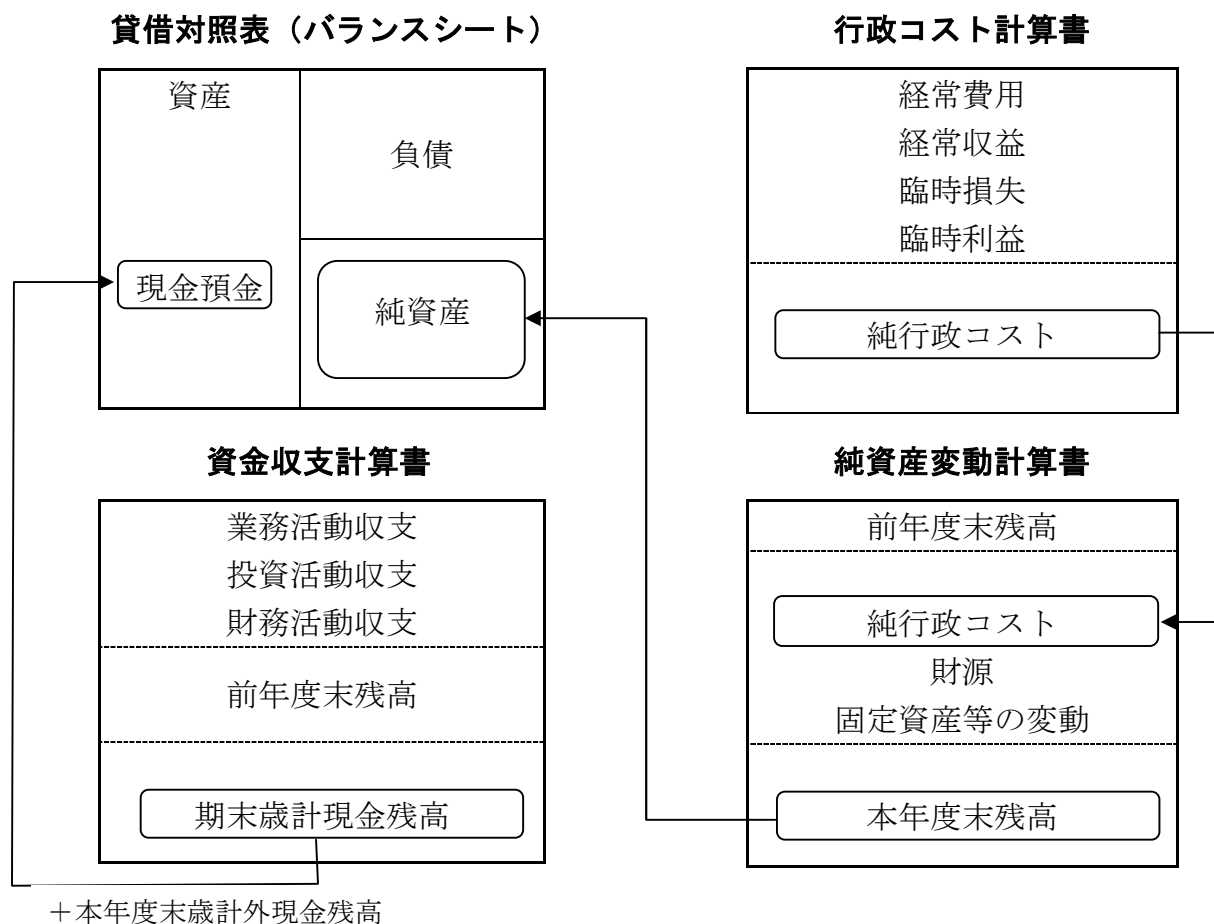 貸借対照表（バランスシート）
資産
負債
現金預金
純資産
行政コスト計算書
経常費用
経常収益
臨時損失
臨時利益
純行政コスト
資金収支計算書
業務活動収支
投資活動収支
財務活動収支
前年度末残高
期末歳計現金残高
＋本年度末歳計外現金残高
純資産変動計算書
前年度末残高
純行政コスト
財源
固定資産等の変動
本年度末残高